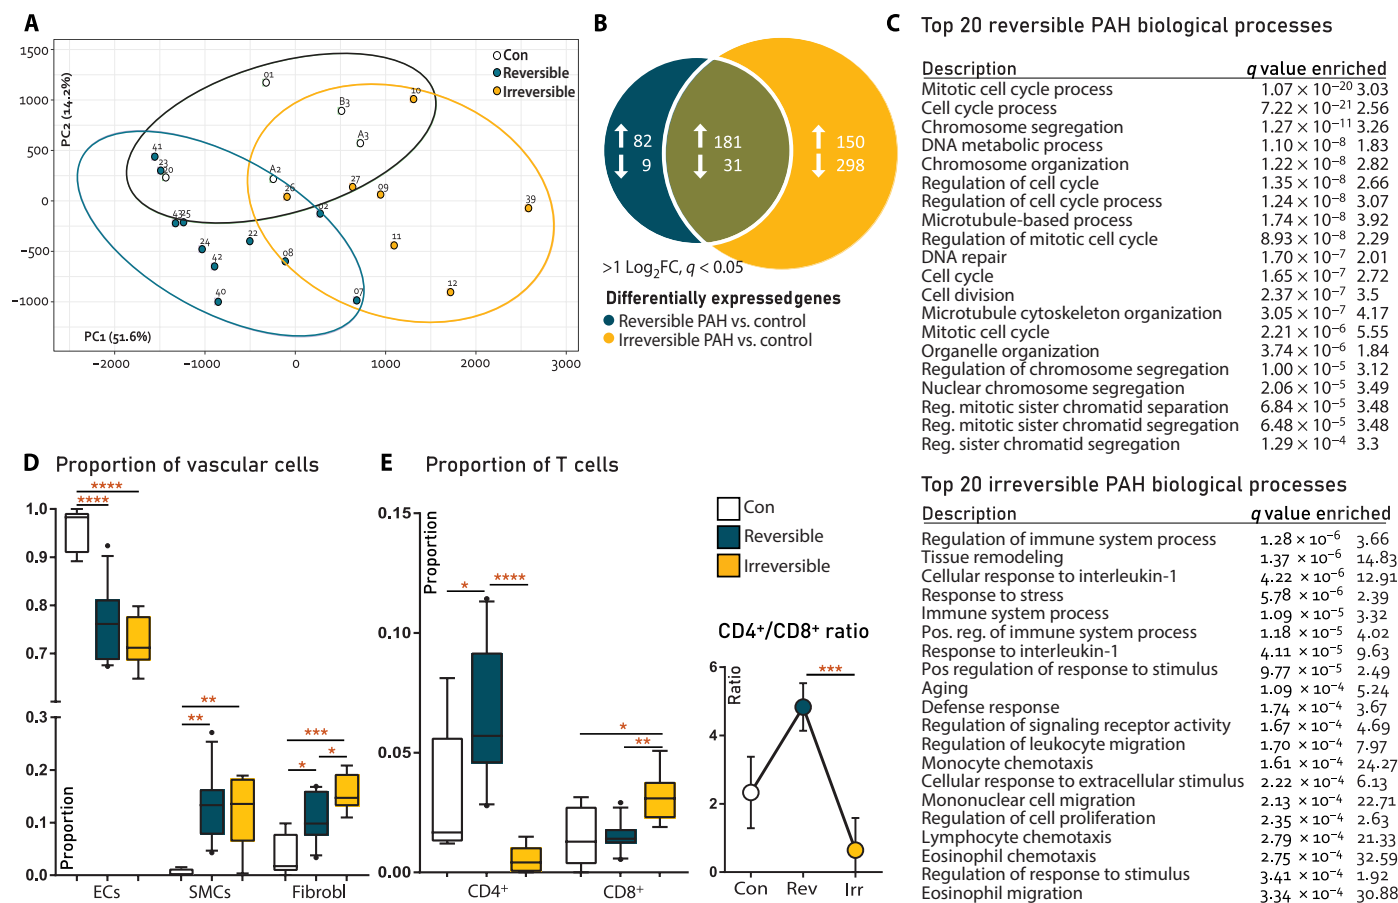 A
1500
1000
500
0
−500
−1000
PC2 (14.2%)
PC1 (51.6%)
−2000
−1000
0
1000
2000
3000
Con
Reversible
Irreversible
01
B3
10
A3
41
23
30
A2
26
27
09
39
43
25
02
22
24
11
42
08
40
07
12
B
82
9
181
31
150
298
>1 Log2FC, q < 0.05
Differentially expressed genes
Reversible PAH vs. control
Irreversible PAH vs. control
C Top 20 reversible PAH biological processes
Description q value enriched
Mitotic cell cycle process 1.07 × 10−20 3.03
Cell cycle process 7.22 × 10−21 2.56
Chromosome segregation 1.27 × 10−11 3.26
DNA metabolic process 1.10 × 10−8 1.83
Chromosome organization 1.22 × 10−8 2.82
Regulation of cell cycle 1.35 × 10−8 2.66
Regulation of cell cycle process 1.24 × 10−8 3.07
Microtubule-based process 1.74 × 10−8 3.92
Regulation of mitotic cell cycle 8.93 × 10−8 2.29
DNA repair 1.70 × 10−7 2.01
Cell cycle 1.65 × 10−7 2.72
Cell division 2.37 × 10−7 3.5
Microtubule cytoskeleton organization 3.05 × 10−7 4.17
Mitotic cell cycle 2.21 × 10−6 5.55
Organelle organization 3.74 × 10−6 1.84
Regulation of chromosome segregation 1.00 × 10−5 3.12
Nuclear chromosome segregation 2.06 × 10−5 3.49
Reg. mitotic sister chromatid separation 6.84 × 10−5 3.48
Reg. mitotic sister chromatid segregation 6.48 × 10−5 3.48
Reg. sister chromatid segregation 1.29 × 10−4 3.3
Top 20 irreversible PAH biological processes
Description q value enriched
Regulation of immune system process 1.28 × 10−6 3.66
Tissue remodeling 1.37 × 10−6 14.83
Cellular response to interleukin-1 4.22 × 10−6 12.91
Response to stress 5.78 × 10−6 2.39
Immune system process 1.09 × 10−5 3.32
Pos. reg. of immune system process 1.18 × 10−5 4.02
Response to interleukin-1 4.11 × 10−5 9.63
Pos regulation of response to stimulus 9.77 × 10−5 2.49
Aging 1.09 × 10−4 5.24
Defense response 1.74 × 10−4 3.67
Regulation of signaling receptor activity 1.67 × 10−4 4.69
Regulation of leukocyte migration 1.70 × 10−4 7.97
Monocyte chemotaxis 1.61 × 10−4 24.27
Cellular response to extracellular stimulus 2.22 × 10−4 6.13
Mononuclear cell migration 2.13 × 10−4 22.71
Regulation of cell proliferation 2.35 × 10−4 2.63
Lymphocyte chemotaxis 2.79 × 10−4 21.33
Eosinophil chemotaxis 2.75 × 10−4 32.59
Regulation of response to stimulus 3.41 × 10−4 1.92
Eosinophil migration 3.34 × 10−4 30.88
D Proportion of vascular cells
****
****
1.0
0.9
0.8
0.7
0.3
0.2
0.1
0.0
Proportion
**
**
***
*
*
ECs
SMCs
Fibrobl
E Proportion of T cells
0.15
0.10
0.05
0.00
Proportion
*
****
*
**
CD4+
CD8+
Con
Reversible
Irreversible
CD4+/CD8+ ratio
6
4
2
0
Ratio
***
Con
Rev
Irr